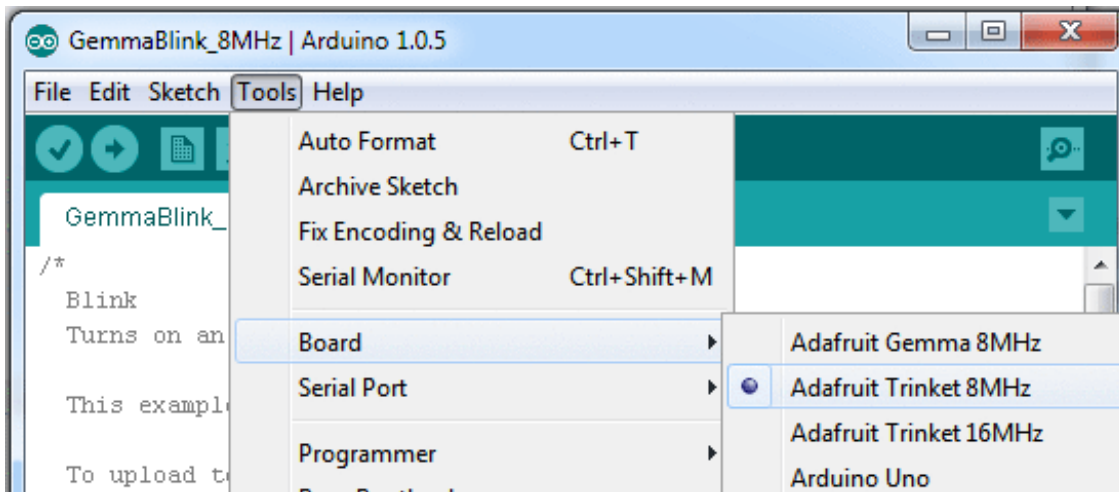 GemmaBlink_8MHz | Arduino 1.0.5
File Edit Sketch Tools Help
Auto Format Ctrl+T
Archive Sketch
GemmaBlink_
Fix Encoding & Reload
/*
Serial Monitor Ctrl+Shift+M
Blink
Turns on an
Board
Adafruit Gemma 8MHz
Serial Port
Adafruit Trinket 8MHz
This example
Adafruit Trinket 16MHz
Programmer
To upload to
Arduino Uno